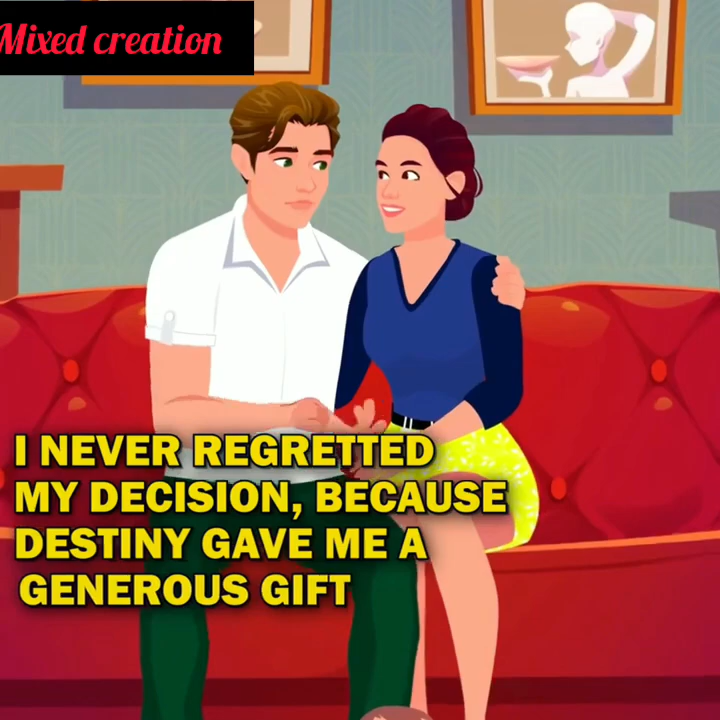 Mixed creation
I NEVER REGRETTED
MY DECISION, BECAUSE
DESTINY GAVE ME A
GENEROUS GIFT